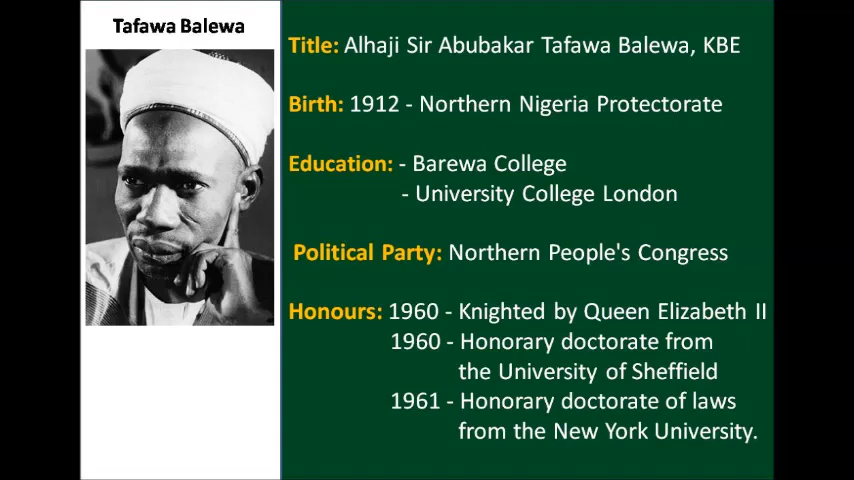 Tafawa Balewa
Title: Alhaji Sir Abubakar Tafawa Balewa, KBE
Birth: 1912 - Northern Nigeria Protectorate
Education: - Barewa College
- University College London
Political Party: Northern People's Congress
Honours: 1960 - Knighted by Queen Elizabeth II
1960 - Honorary doctorate from
the University of Sheffield
1961 - Honorary doctorate of laws
from the New York University.